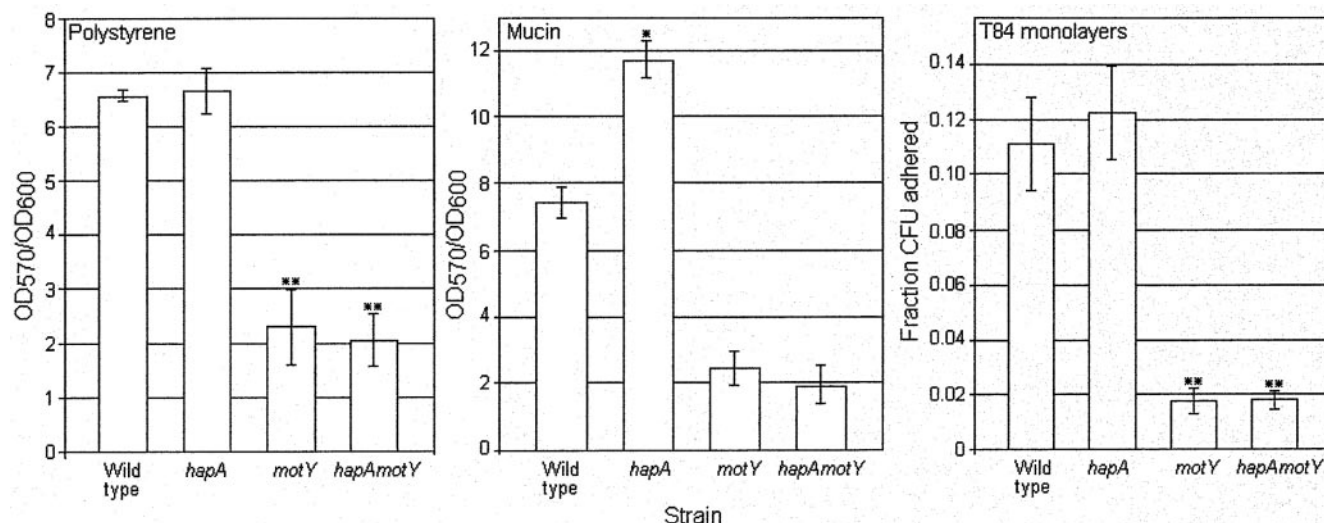 Polystyrene
8
7
6
5
4
3
2
1
0
OD570/OD600
**
**
Wild type
hapA
motY
hapAmotY
Mucin
12
10
8
6
4
2
0
OD570/OD600
*
Wild type
hapA
motY
hapAmotY
T84 monolayers
0.14
0.12
0.10
0.08
0.06
0.04
0.02
0
Fraction CFU adhered
**
**
Wild type
hapA
motY
hapAmotY
Strain